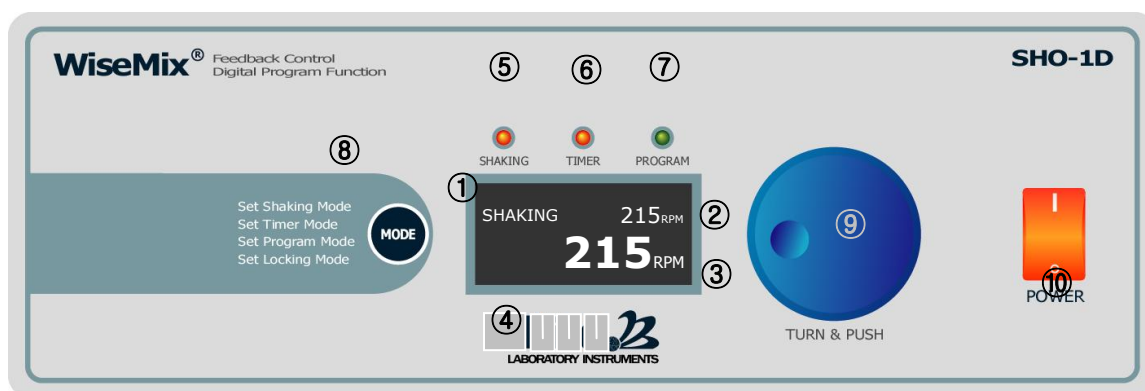 WiseMix® Feedback Control
Digital Program Function
SHO-1D
⑤ ⑥ ⑦
SHAKING TIMER PROGRAM
⑧
Set Shaking Mode
Set Timer Mode
Set Program Mode
Set Locking Mode
MODE
①
SHAKING 215RPM ②
215RPM ③
④
LABORATORY INSTRUMENTS
⑨
TURN & PUSH
⑩
POWER